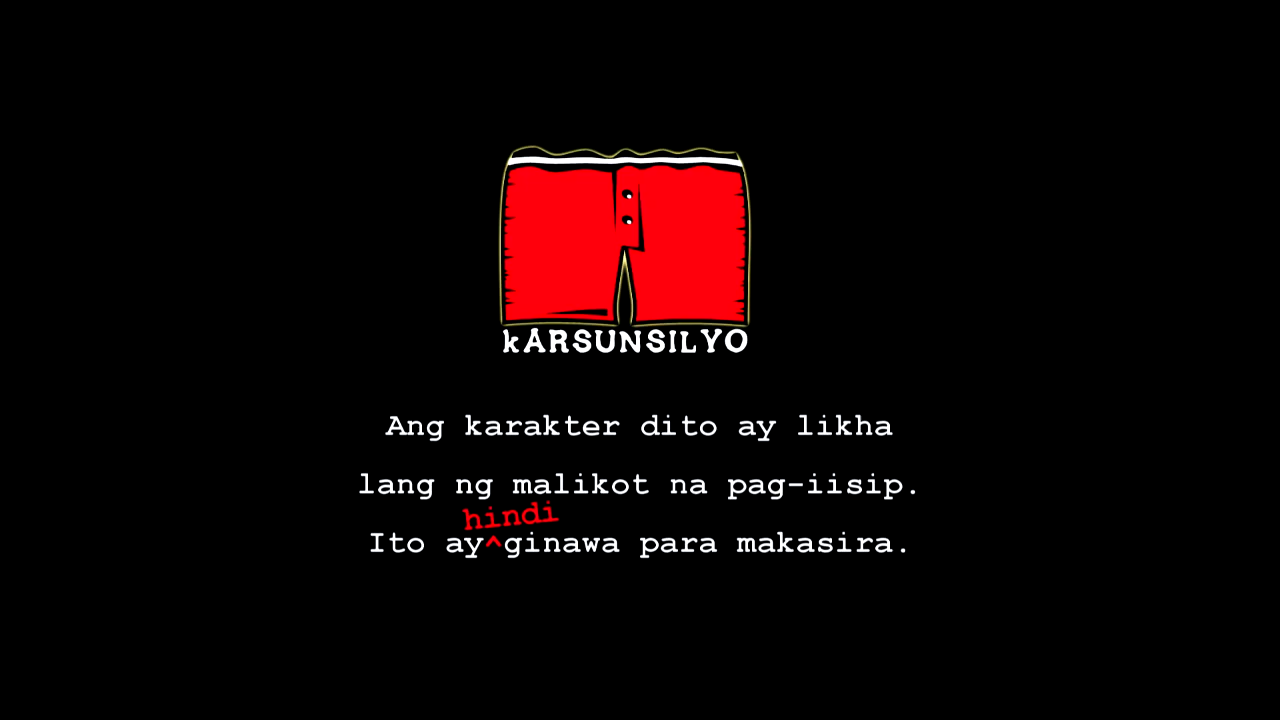 kARSUNSILYO
Ang karakter dito ay likha
lang ng malikot na pag-iisip.
hindi
Ito ay^ginawa para makasira.